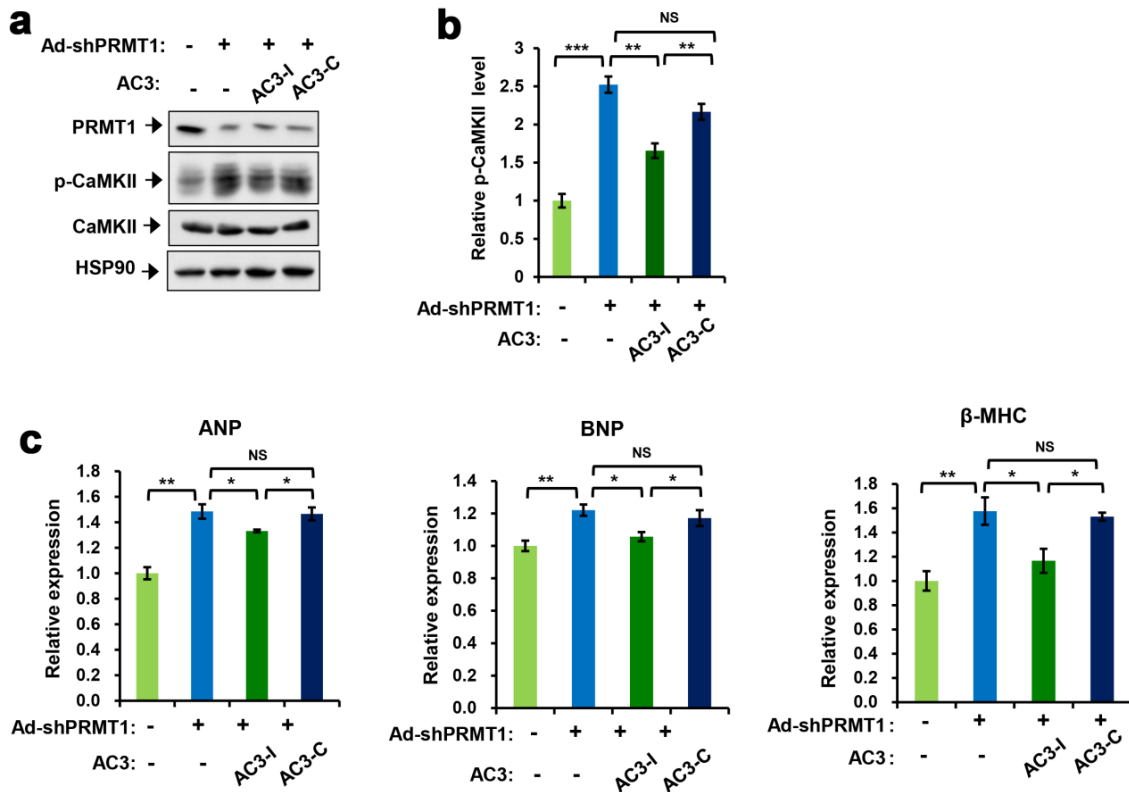 a
Ad-shPRMT1: - + + +
AC3: - - AC3-I AC3-C
PRMT1
p-CaMKII
CaMKII
HSP90
b
NS
*** ** **
Relative p-CaMKII level
3
2.5
2
1.5
1
0.5
0
Ad-shPRMT1: - + + +
AC3: - - AC3-I AC3-C
c
ANP
NS
** * *
Relative expression
1.8
1.6
1.4
1.2
1.0
0.8
0.6
0.4
0.2
0.0
Ad-shPRMT1: - + + +
AC3: - - AC3-I AC3-C
BNP
NS
** * *
Relative expression
1.4
1.2
1.0
0.8
0.6
0.4
0.2
0.0
Ad-shPRMT1: - + + +
AC3: - - AC3-I AC3-C
β-MHC
NS
** * *
Relative expression
1.8
1.6
1.4
1.2
1.0
0.8
0.6
0.4
0.2
0.0
Ad-shPRMT1: - + + +
AC3: - - AC3-I AC3-C